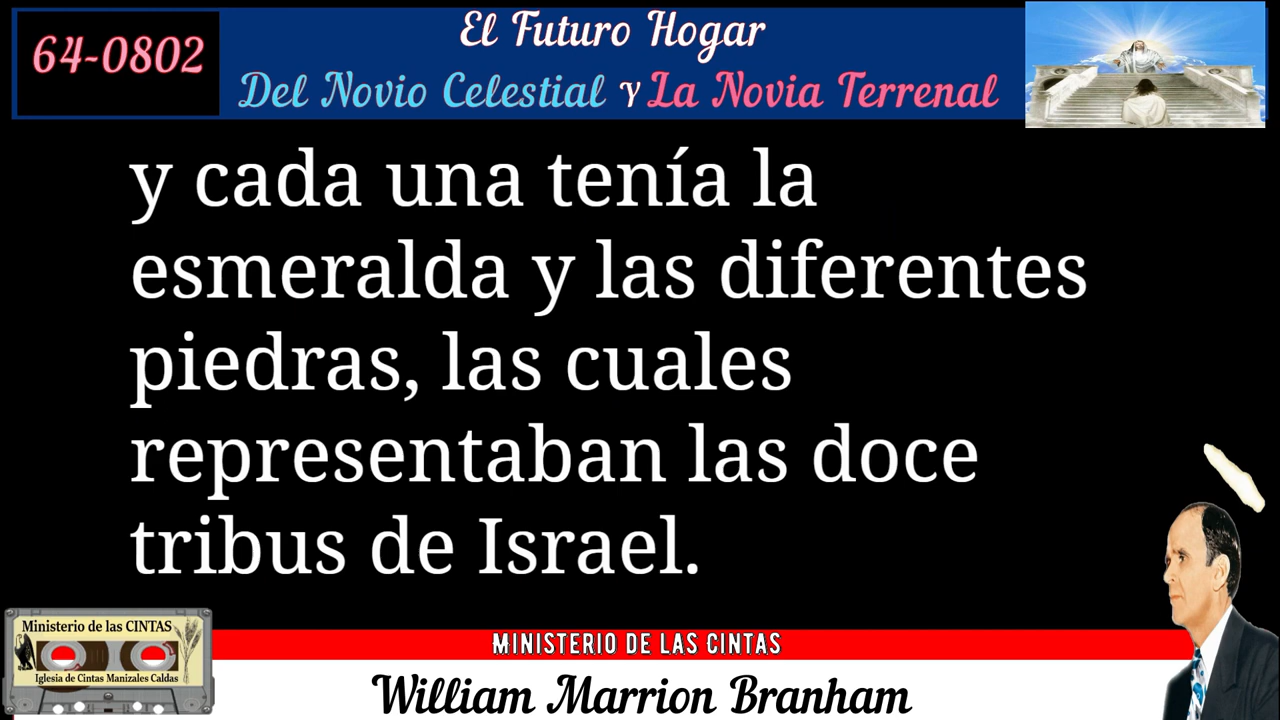 64-0802
El Futuro Hogar
Del Novio Celestial Y La Novia Terrenal
y cada una tenía la
esmeralda y las diferentes
piedras, las cuales
representaban las doce
tribus de Israel.
Ministerio de las CINTAS
Iglesia de Cintas Manizales Caldas
MINISTERIO DE LAS CINTAS
William Marrion Branham